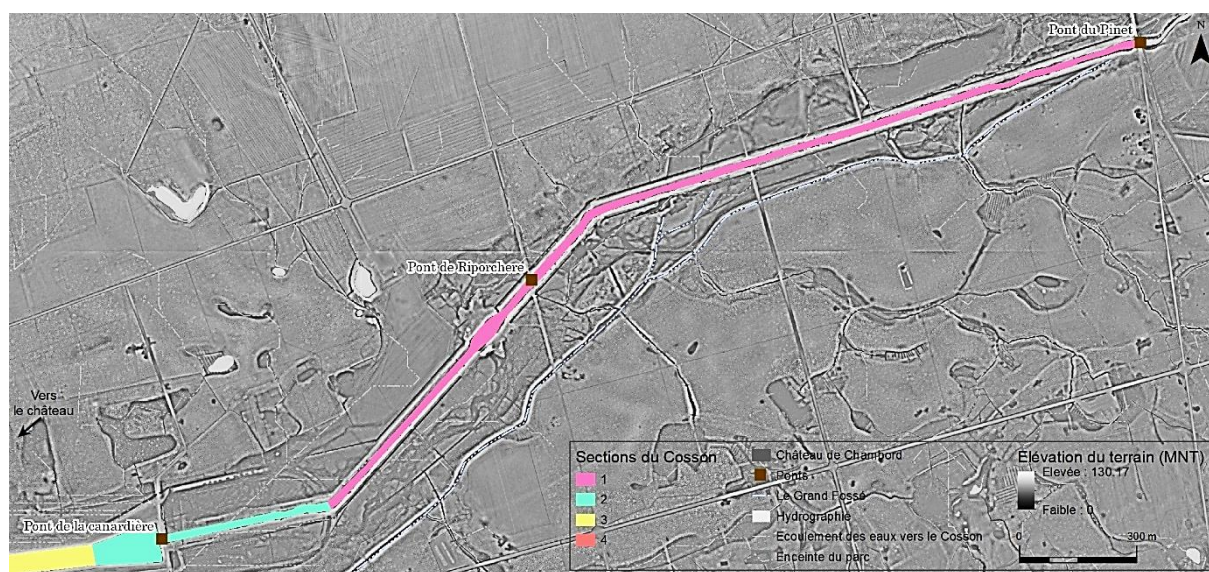 Pont du Pinet
N
Pont de Riporchere
Vers
le château
Pont de la canardière
Sections du Cosson
1
2
3
4
Château de Chambord
Ponts
Le Grand Fossé
Hydrographie
Ecoulement des eaux vers le Cosson
Enceinte du parc
Élévation du terrain (MNT)
Elevée : 130.17
Faible : 0
0 300 m